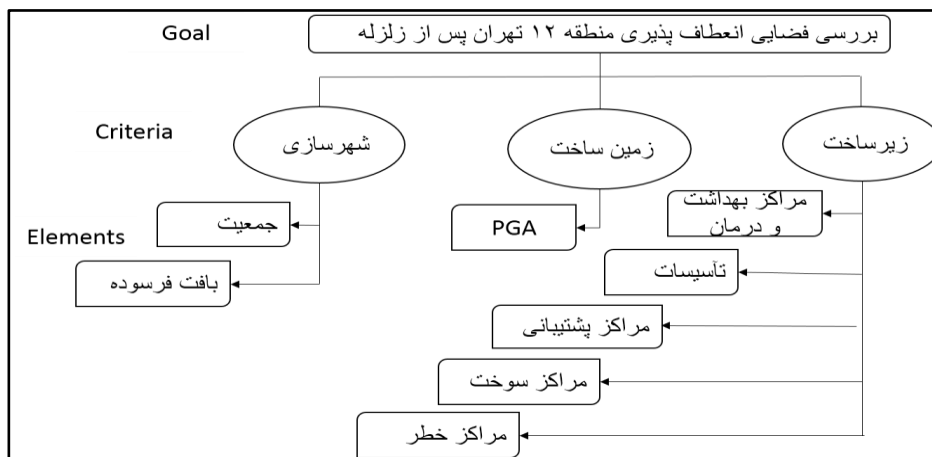 Goal
بررسی فضایی انعطاف پذیری منطقه ۱۲ تهران پس از زلزله
Criteria
زیرساخت
زمین ساخت
شهرسازی
Elements
مراکز بهداشت
و درمان
تآسیسات
مراکز پشتیبانی
مراکز سوخت
مراکز خطر
PGA
جمعیت
بافت فرسوده